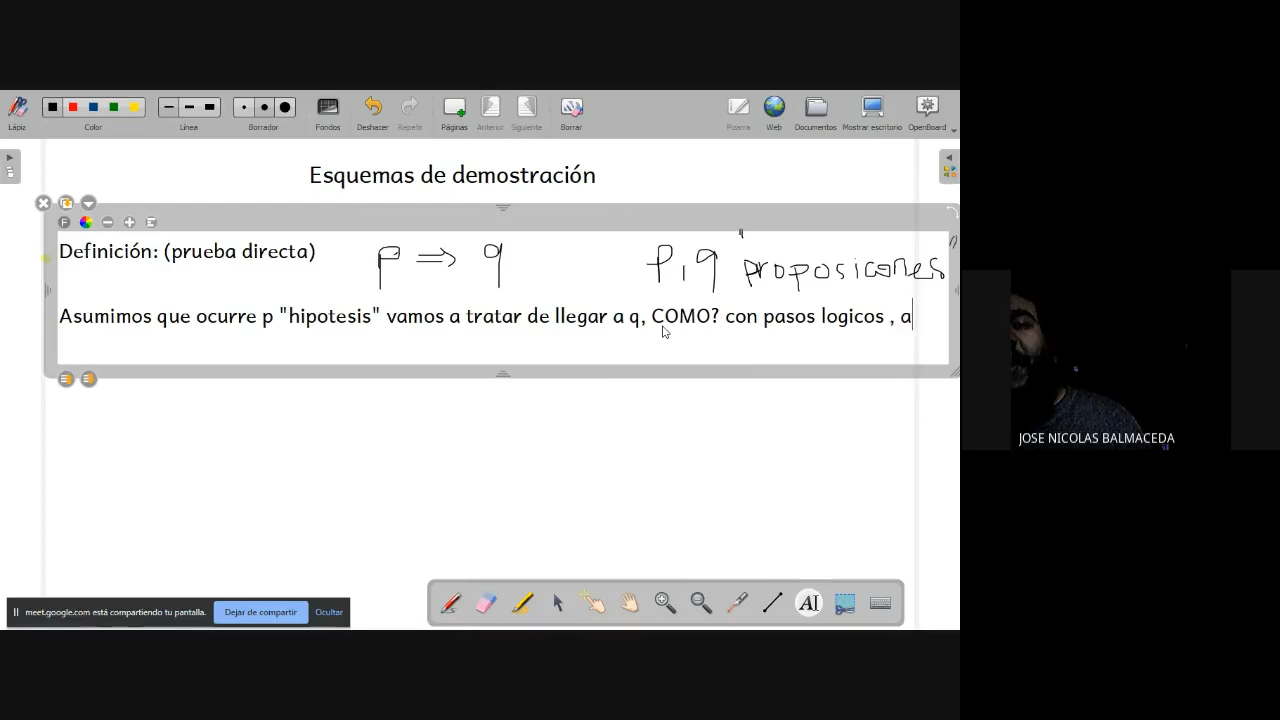 Lápiz Color Línea Borrador Fondos Deshacer Repetir Páginas Anterior Siguiente Borrar Pizarra Web Documentos Mostrar escritorio OpenBoard
Esquemas de demostración
Definición: (prueba directa) p ⇒ q p, q "proposicones"
Asumimos que ocurre p "hipotesis" vamos a tratar de llegar a q, COMO? con pasos logicos , a
JOSE NICOLAS BALMACEDA
meet.google.com está compartiendo tu pantalla. Dejar de compartir Ocultar
AI